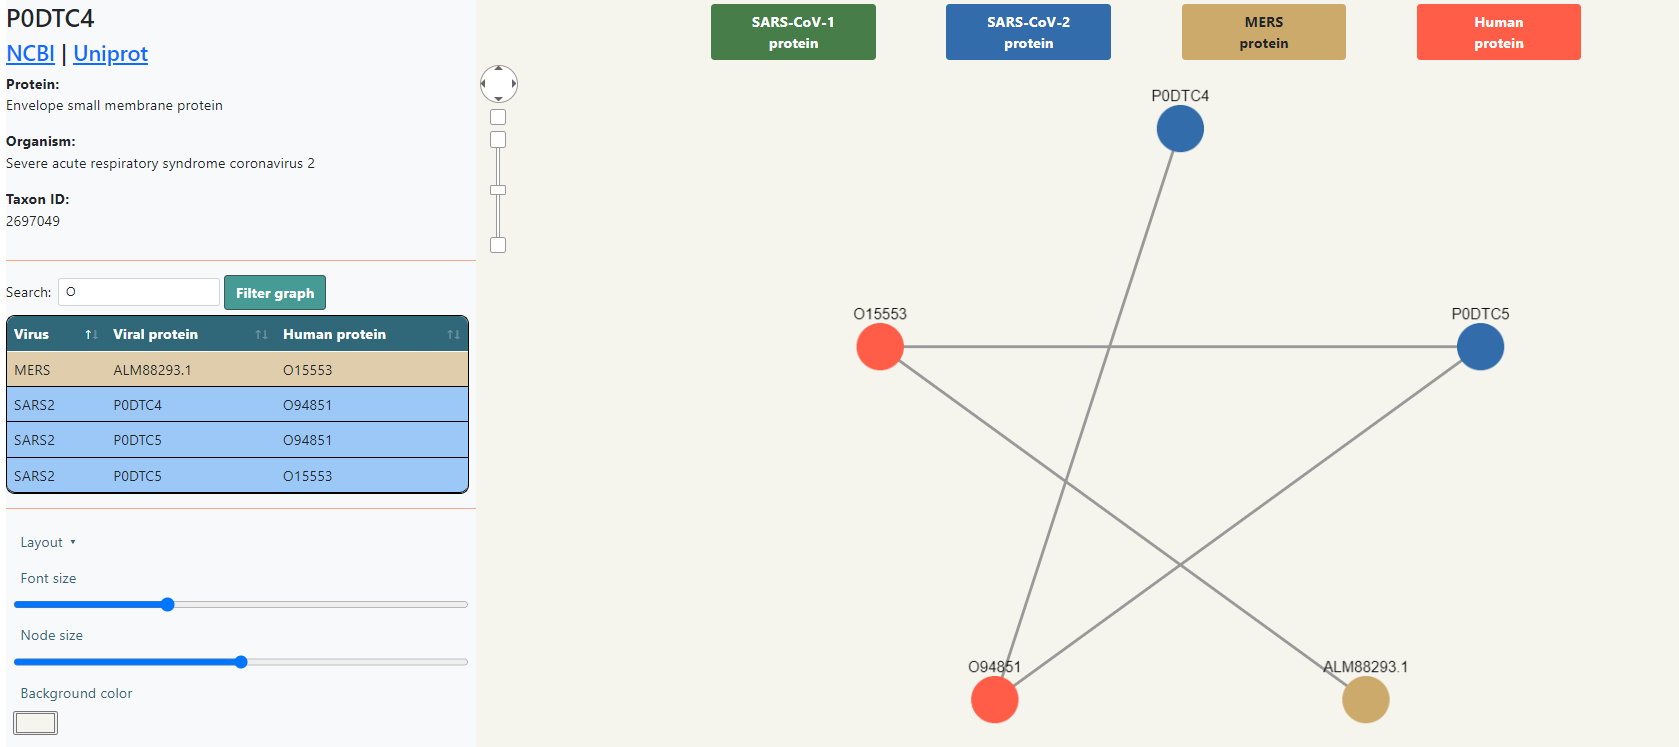 P0DTC4
NCBI | Uniprot
Protein:
Envelope small membrane protein
Organism:
Severe acute respiratory syndrome coronavirus 2
Taxon ID:
2697049
Search: O Filter graph
Virus ↑↓ Viral protein ↑↓ Human protein ↑↓
MERS ALM88293.1 O15553
SARS2 P0DTC4 O94851
SARS2 P0DTC5 O94851
SARS2 P0DTC5 O15553
Layout ▾
Font size
Node size
Background color
SARS-CoV-1
protein
SARS-CoV-2
protein
MERS
protein
Human
protein
P0DTC4
O15553
P0DTC5
O94851
ALM88293.1